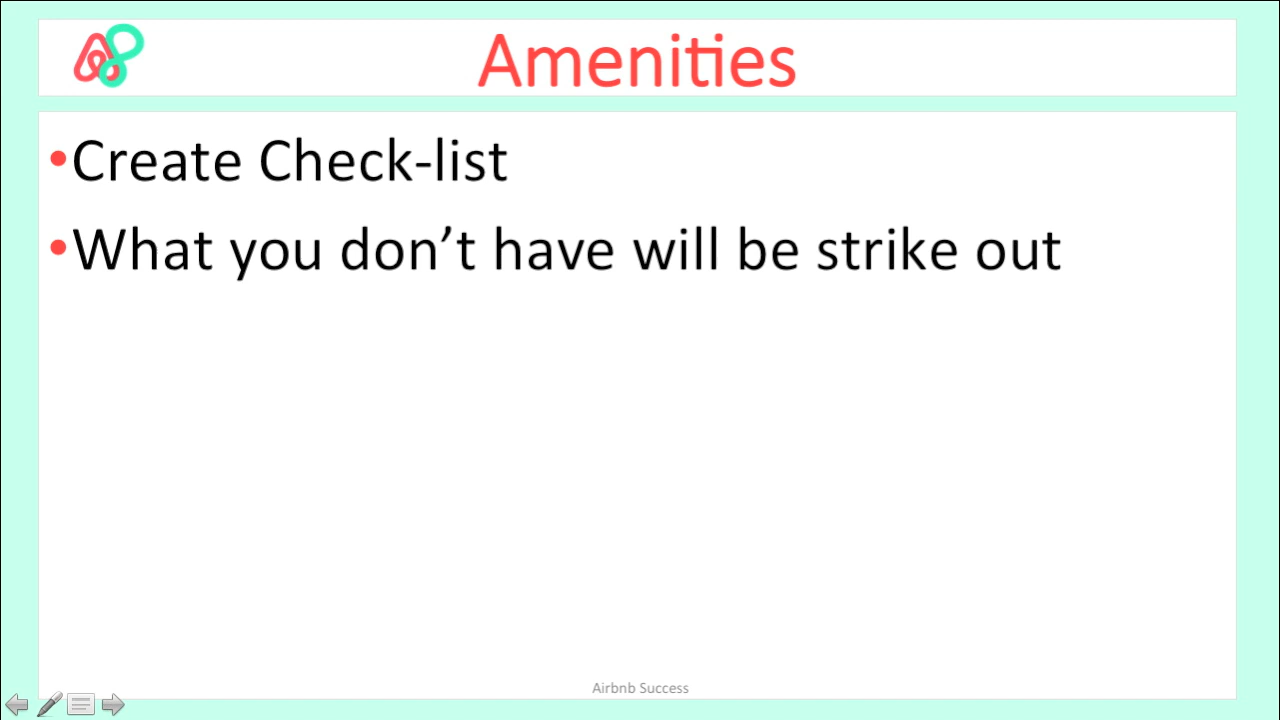 Amenities
•Create Check-list
•What you don’t have will be strike out
Airbnb Success